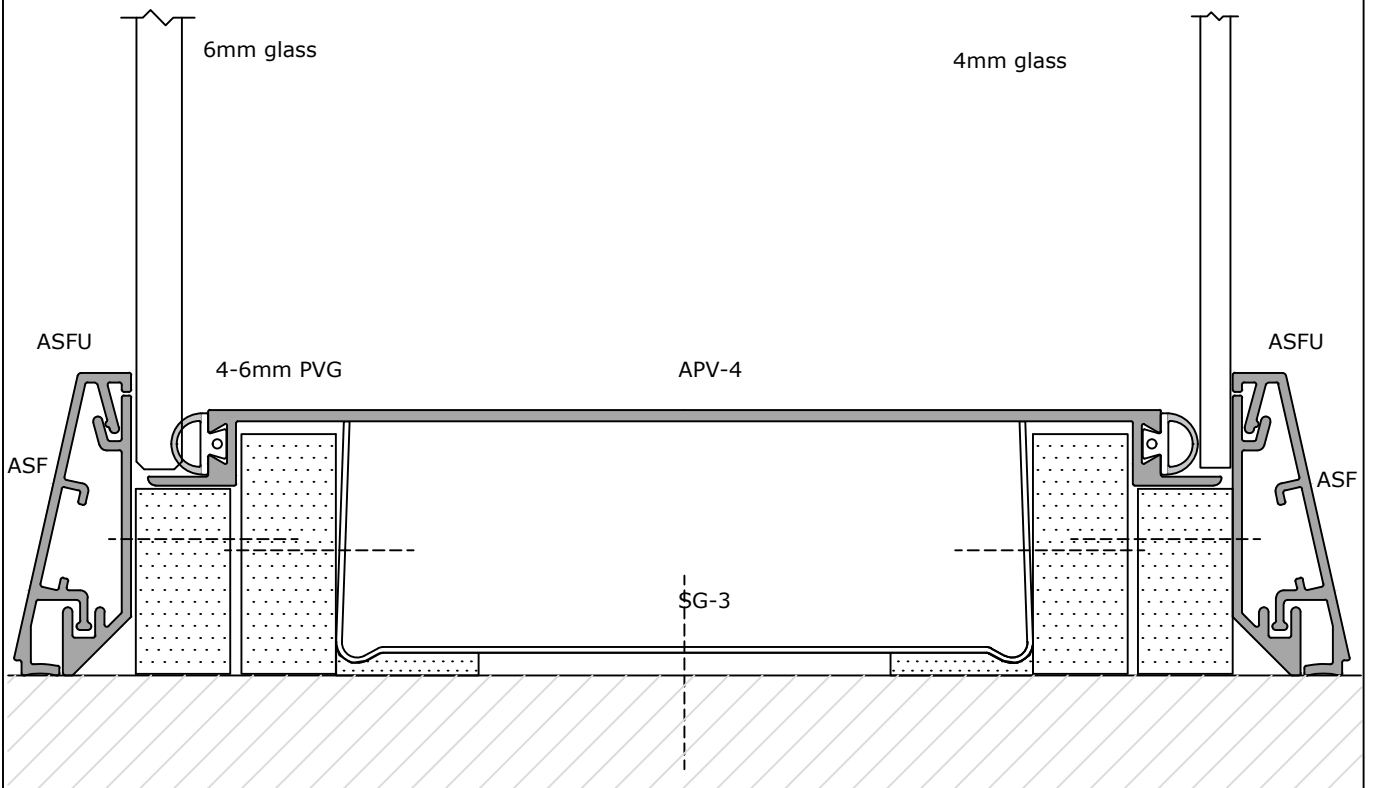 6mm glass
4mm glass
ASFU
ASFU
4-6mm PVG
APV-4
ASF
ASF
SG-3